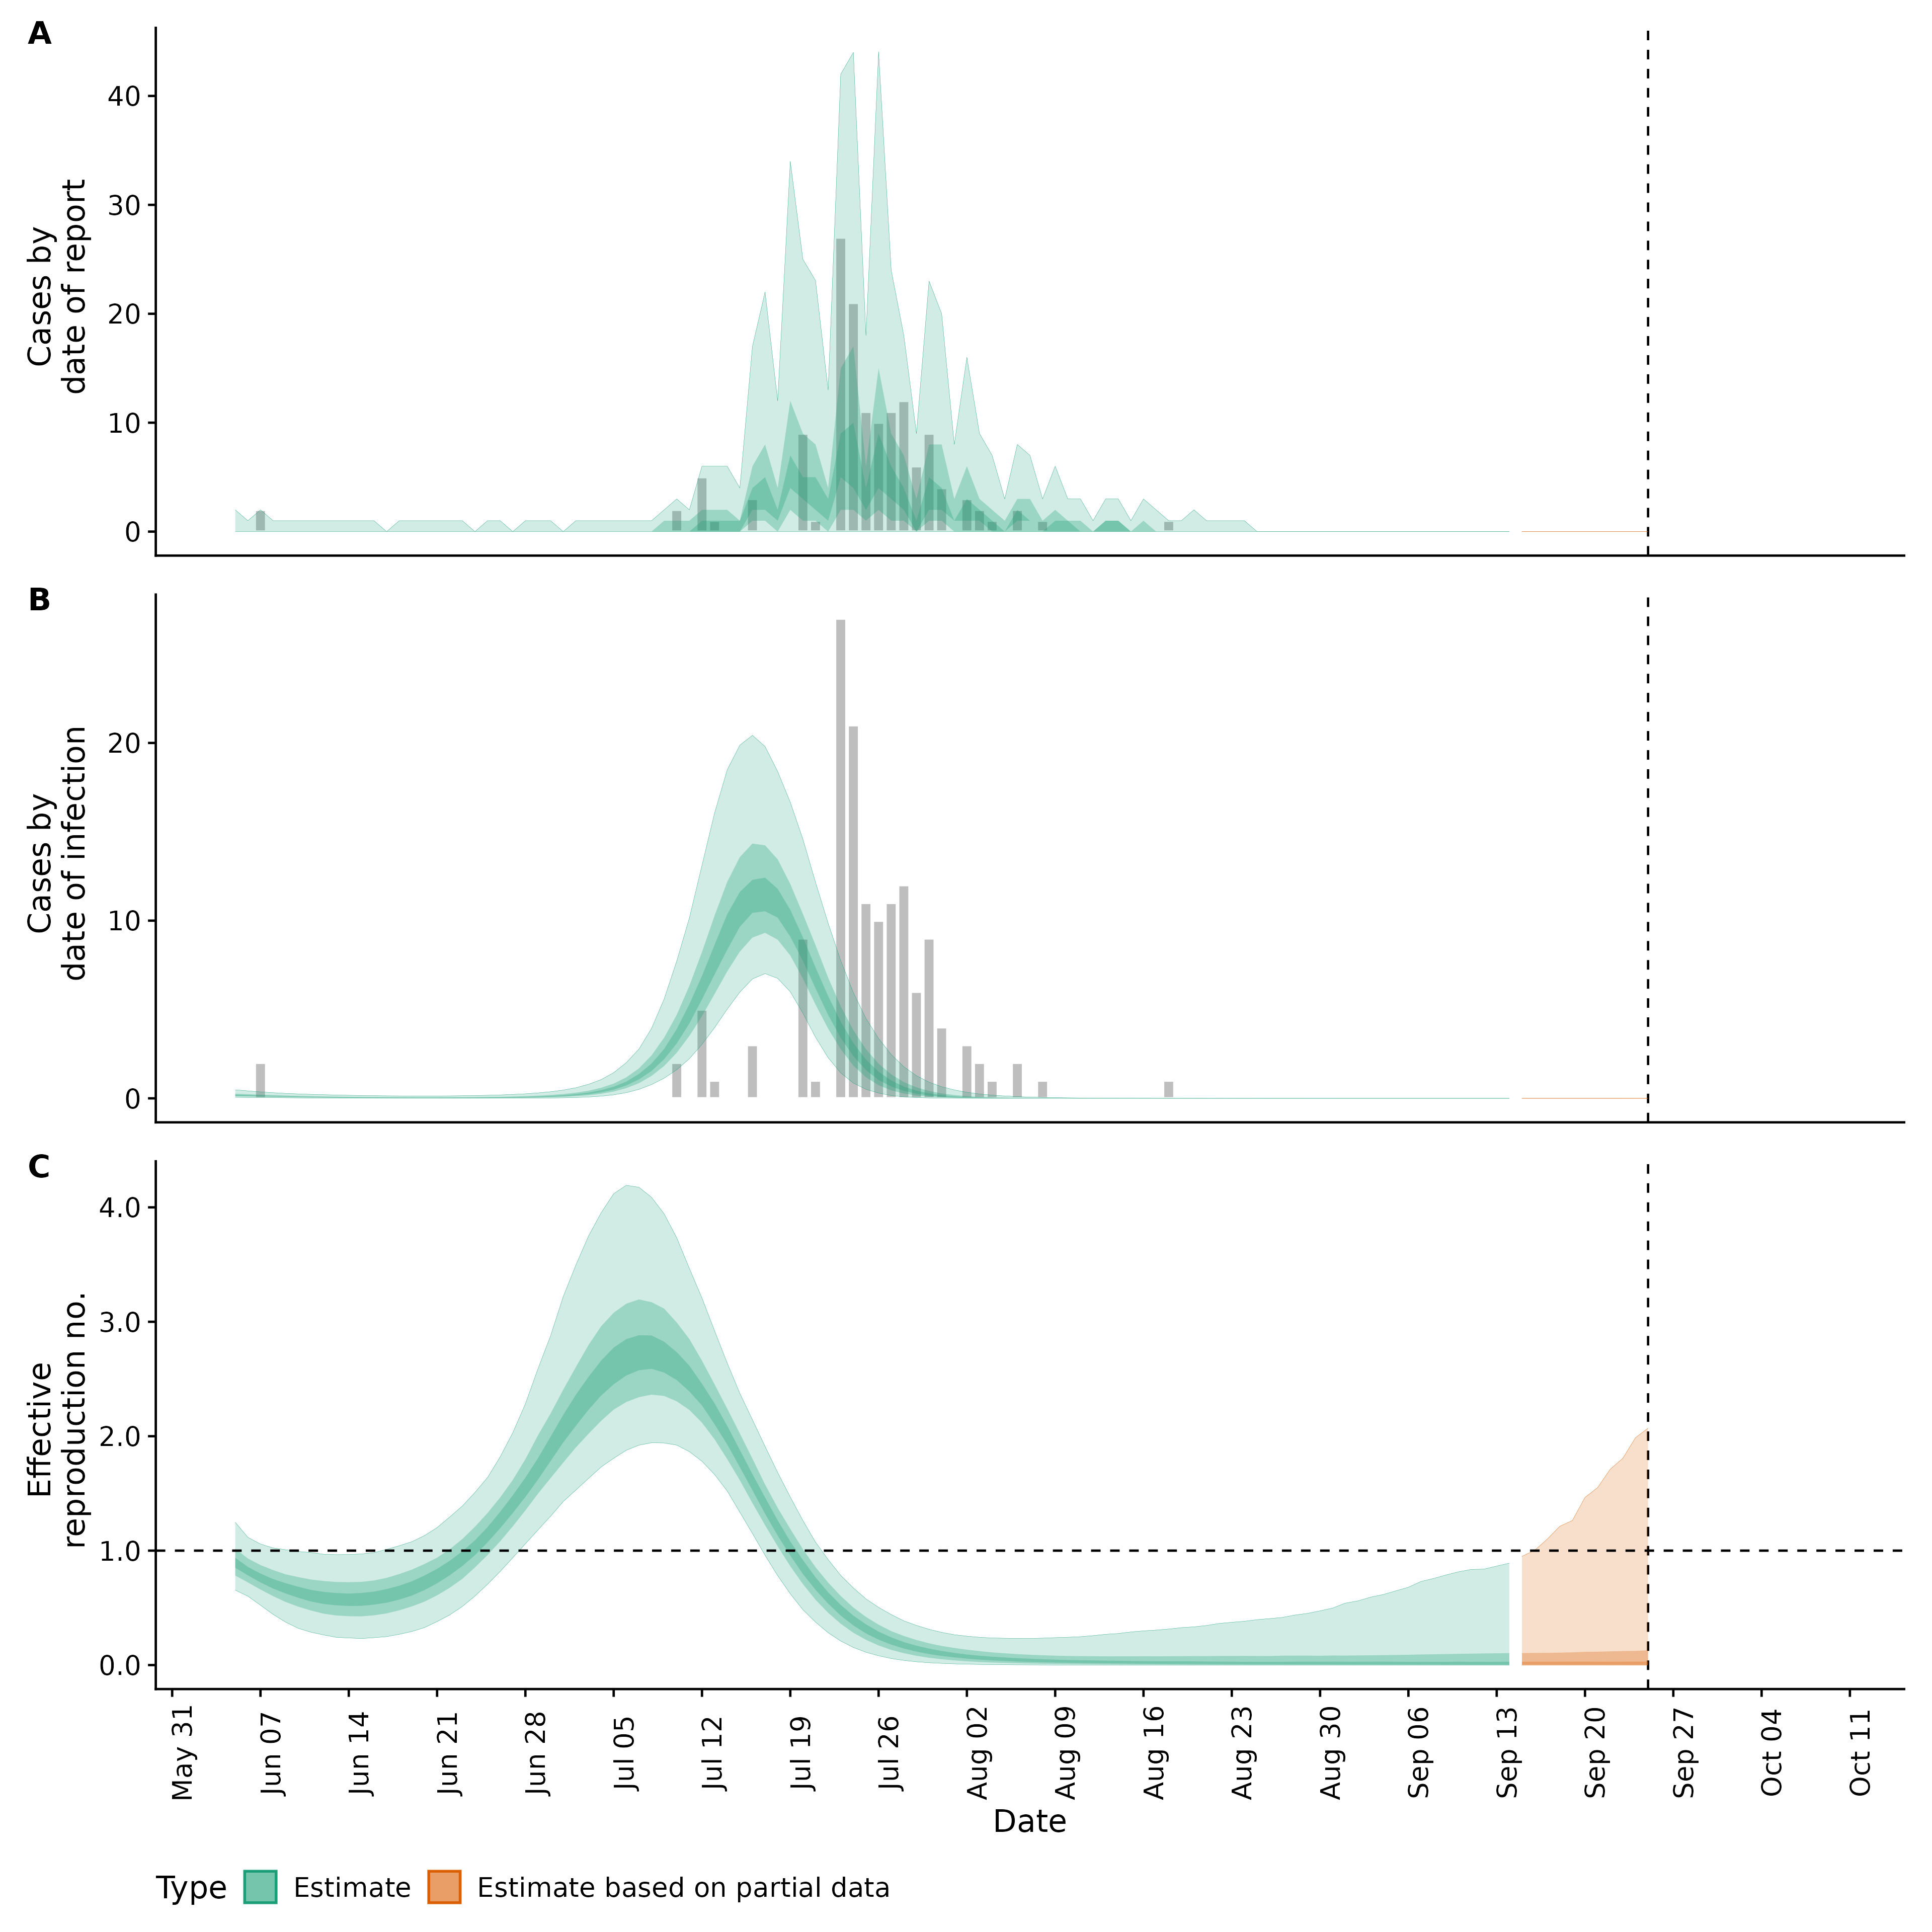 A
Cases by
date of report
40
30
20
10
0
B
Cases by
date of infection
20
10
0
C
Effective
reproduction no.
4.0
3.0
2.0
1.0
0.0
May 31
Jun 07
Jun 14
Jun 21
Jun 28
Jul 05
Jul 12
Jul 19
Jul 26
Aug 02
Aug 09
Aug 16
Aug 23
Aug 30
Sep 06
Sep 13
Sep 20
Sep 27
Oct 04
Oct 11
Date
Type
Estimate
Estimate based on partial data